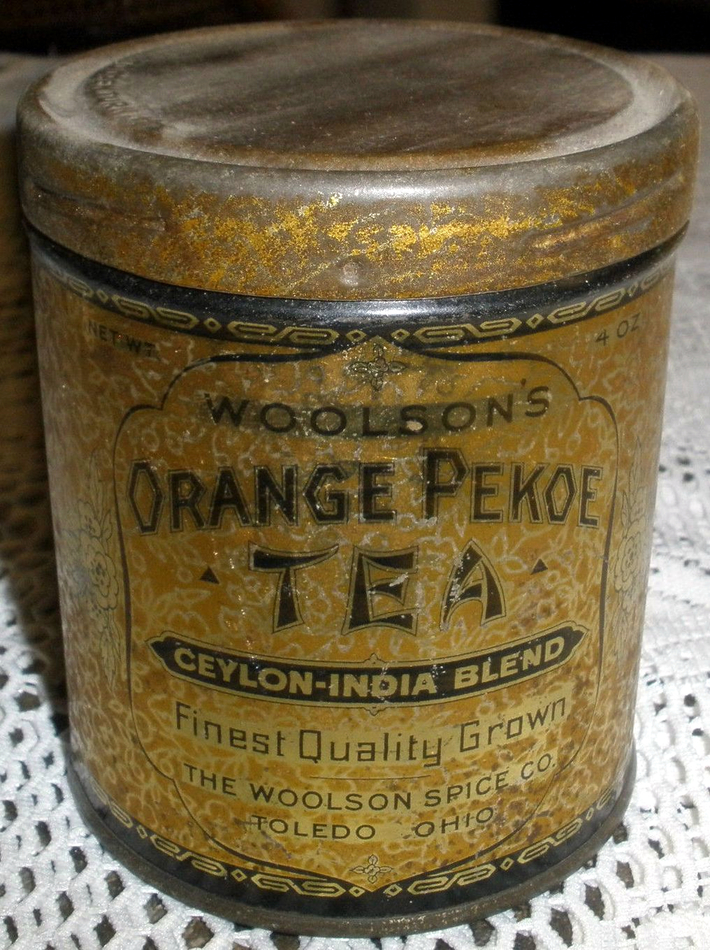 NET WT. 4 OZ.
WOOLSON'S
ORANGE PEKOE
TEA
CEYLON-INDIA BLEND
Finest Quality Grown
THE WOOLSON SPICE CO.
TOLEDO OHIO